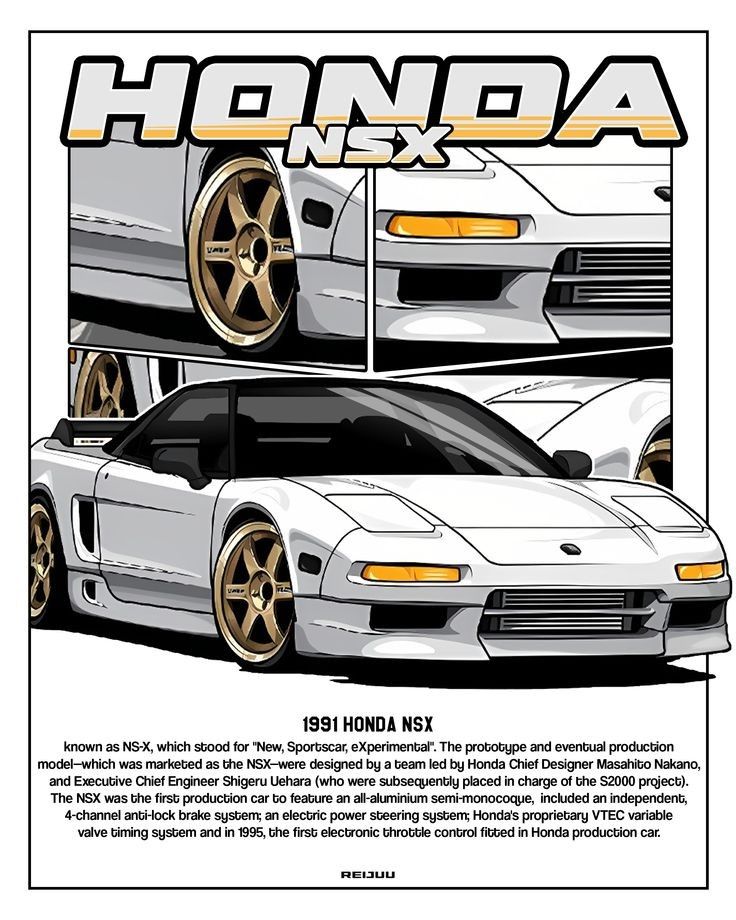 HONDA
NSX
1991 HONDA NSX
known as NS-X, which stood for "New, Sportscar, eXperimental". The prototype and eventual production
model—which was marketed as the NSX—were designed by a team led by Honda Chief Designer Masahito Nakano,
and Executive Chief Engineer Shigeru Uehara (who were subsequently placed in charge of the S2000 project).
The NSX was the first production car to feature an all-aluminium semi-monocoque, included an independent,
4-channel anti-lock brake system; an electric power steering system; Honda's proprietary VTEC variable
valve timing system and in 1995, the first electronic throttle control fitted in Honda production car.
REIJUU